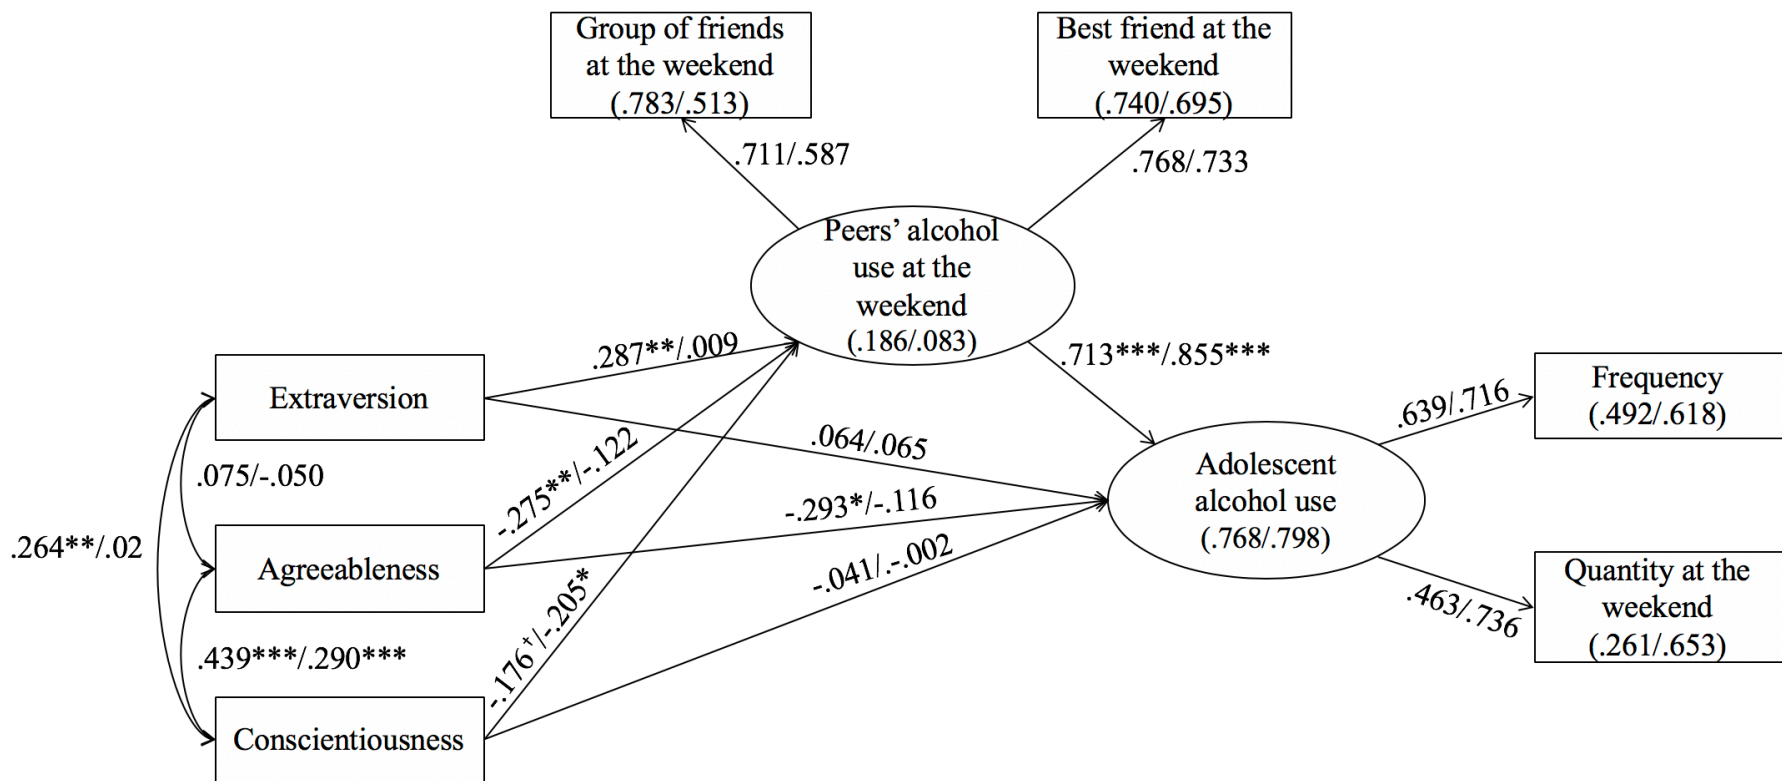 Group of friends
at the weekend
(.783/.513)
Best friend at the
weekend
(.740/.695)
.711/.587
.768/.733
Peers’ alcohol
use at the
weekend
(.186/.083)
.287**/.009
.713***/.855***
Extraversion
Frequency
(.492/.618)
.639/.716
.064/.065
.075/-.050
-.275**/-.122
Adolescent
alcohol use
(.768/.798)
-.293*/-.116
.264**/.02
Agreeableness
-.041/.-.002
Quantity at the
weekend
(.261/.653)
.463/.736
-.176†/-.205*
.439***/.290***
Conscientiousness